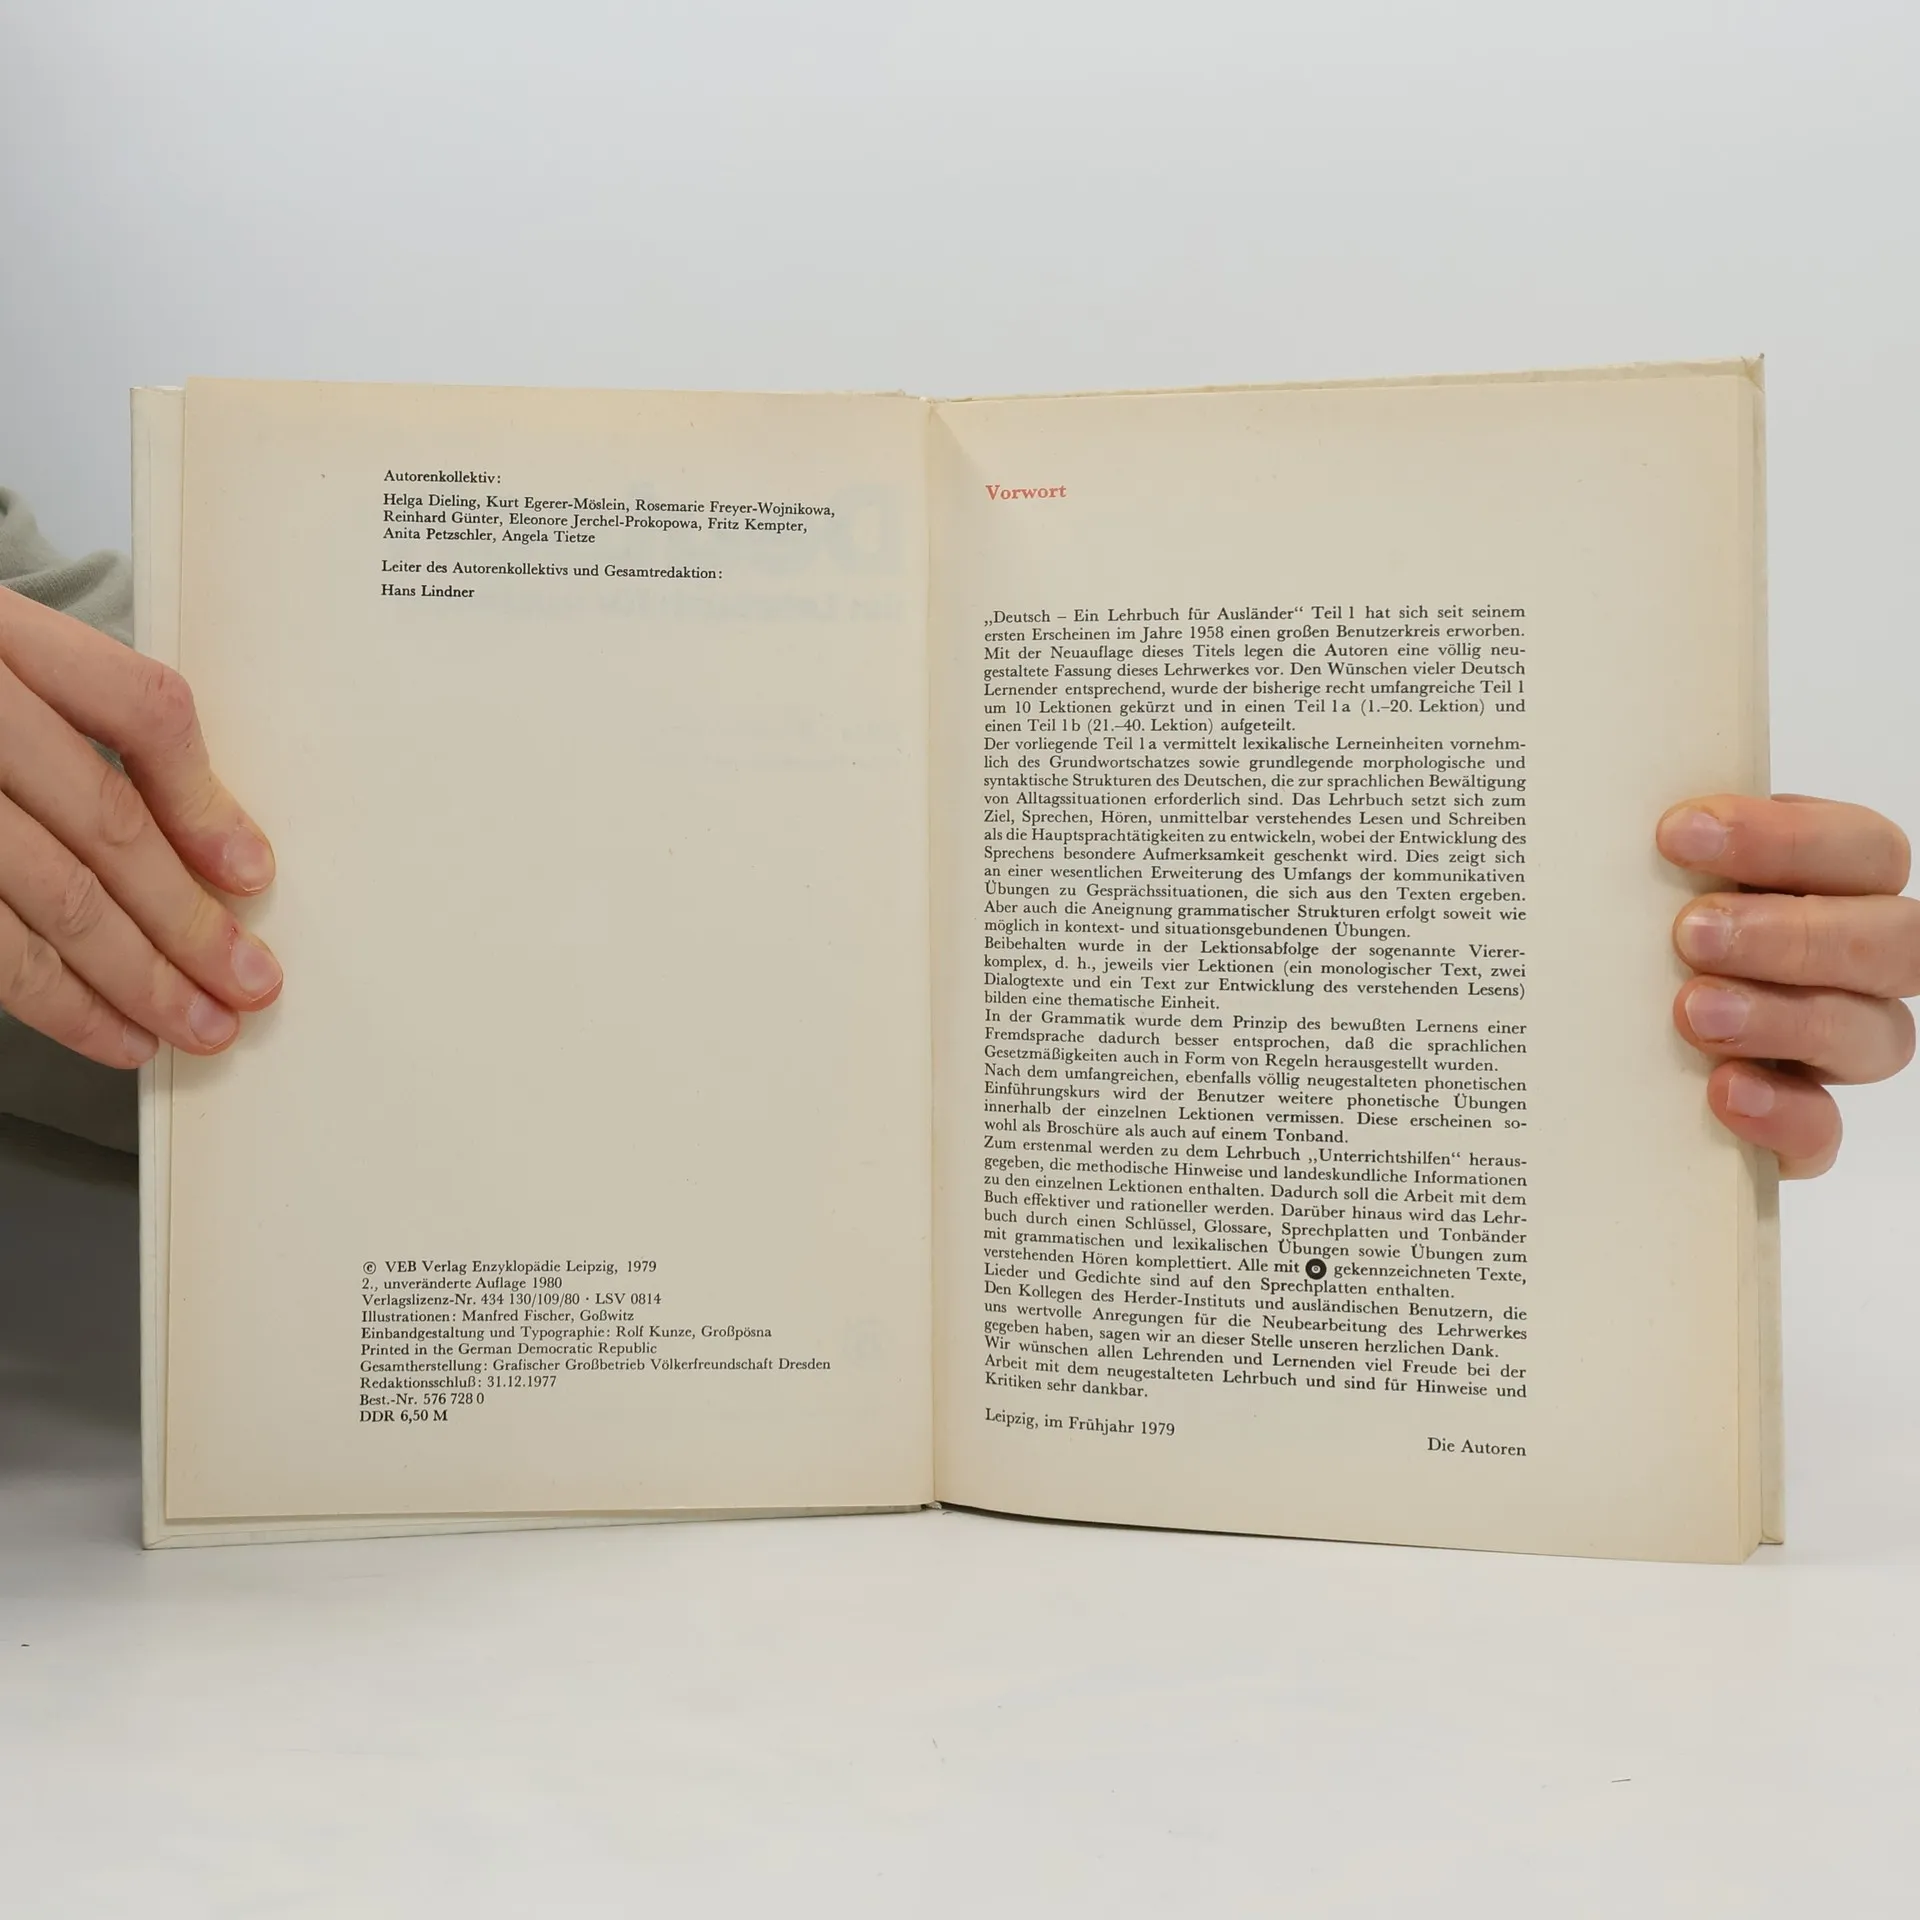 Autorenkollektiv:
Helga Dieling, Kurt Egerer-Möslein, Rosemarie Freyer-Wojnikowa,
Reinhard Günter, Eleonore Jerchel-Prokopowa, Fritz Kempter,
Anita Petzschler, Angela Tietze
Leiter des Autorenkollektivs und Gesamtredaktion:
Hans Lindner
© VEB Verlag Enzyklopädie Leipzig, 1979
2., unveränderte Auflage 1980
Verlagslizenz-Nr. 434 130/109/80 · LSV 0814
Illustrationen: Manfred Fischer, Goßwitz
Einbandgestaltung und Typographie: Rolf Kunze, Großpösna
Printed in the German Democratic Republic
Gesamtherstellung: Grafischer Großbetrieb Völkerfreundschaft Dresden
Redaktionsschluß: 31.12.1977
Best.-Nr. 576 728 0
DDR 6,50 M
Vorwort
„Deutsch – Ein Lehrbuch für Ausländer“ Teil 1 hat sich seit seinem
ersten Erscheinen im Jahre 1958 einen großen Benutzerkreis erworben.
Mit der Neuauflage dieses Titels legen die Autoren eine völlig neu-
gestaltete Fassung dieses Lehrwerkes vor. Den Wünschen vieler Deutsch
Lernender entsprechend, wurde der bisherige recht umfangreiche Teil 1
um 10 Lektionen gekürzt und in einen Teil 1a (1.–20. Lektion) und
einen Teil 1b (21.–40. Lektion) aufgeteilt.
Der vorliegende Teil 1a vermittelt lexikalische Lerneinheiten vornehm-
lich des Grundwortschatzes sowie grundlegende morphologische und
syntaktische Strukturen des Deutschen, die zur sprachlichen Bewältigung
von Alltagssituationen erforderlich sind. Das Lehrbuch setzt sich zum
Ziel, Sprechen, Hören, unmittelbar verstehendes Lesen und Schreiben
als die Hauptsprachtätigkeiten zu entwickeln, wobei der Entwicklung des
Sprechens besondere Aufmerksamkeit geschenkt wird. Dies zeigt sich
an einer wesentlichen Erweiterung des Umfangs der kommunikativen
Übungen zu Gesprächssituationen, die sich aus den Texten ergeben.
Aber auch die Aneignung grammatischer Strukturen erfolgt soweit wie
möglich in kontext- und situationsgebundenen Übungen.
Beibehalten wurde in der Lektionsabfolge der sogenannte Vierer-
komplex, d. h., jeweils vier Lektionen (ein monologischer Text, zwei
Dialogtexte und ein Text zur Entwicklung des verstehenden Lesens)
bilden eine thematische Einheit.
In der Grammatik wurde dem Prinzip des bewußten Lernens einer
Fremdsprache dadurch besser entsprochen, daß die sprachlichen
Gesetzmäßigkeiten auch in Form von Regeln herausgestellt wurden.
Nach dem umfangreichen, ebenfalls völlig neugestalteten phonetischen
Einführungskurs wird der Benutzer weitere phonetische Übungen
innerhalb der einzelnen Lektionen vermissen. Diese erscheinen so-
wohl als Broschüre als auch auf einem Tonband.
Zum erstenmal werden zu dem Lehrbuch „Unterrichtshilfen“ heraus-
gegeben, die methodische Hinweise und landeskundliche Informationen
zu den einzelnen Lektionen enthalten. Dadurch soll die Arbeit mit dem
Buch effektiver und rationeller werden. Darüber hinaus wird das Lehr-
buch durch einen Schlüssel, Glossare, Sprechplatten und Tonbänder
mit grammatischen und lexikalischen Übungen sowie Übungen zum
verstehenden Hören komplettiert. Alle mit gekennzeichneten Texte,
Lieder und Gedichte sind auf den Sprechplatten enthalten.
Den Kollegen des Herder-Instituts und ausländischen Benutzern, die
uns wertvolle Anregungen für die Neubearbeitung des Lehrwerkes
gegeben haben, sagen wir an dieser Stelle unseren herzlichen Dank.
Wir wünschen allen Lehrenden und Lernenden viel Freude bei der
Arbeit mit dem neugestalteten Lehrbuch und sind für Hinweise und
Kritiken sehr dankbar.
Leipzig, im Frühjahr 1979
Die Autoren